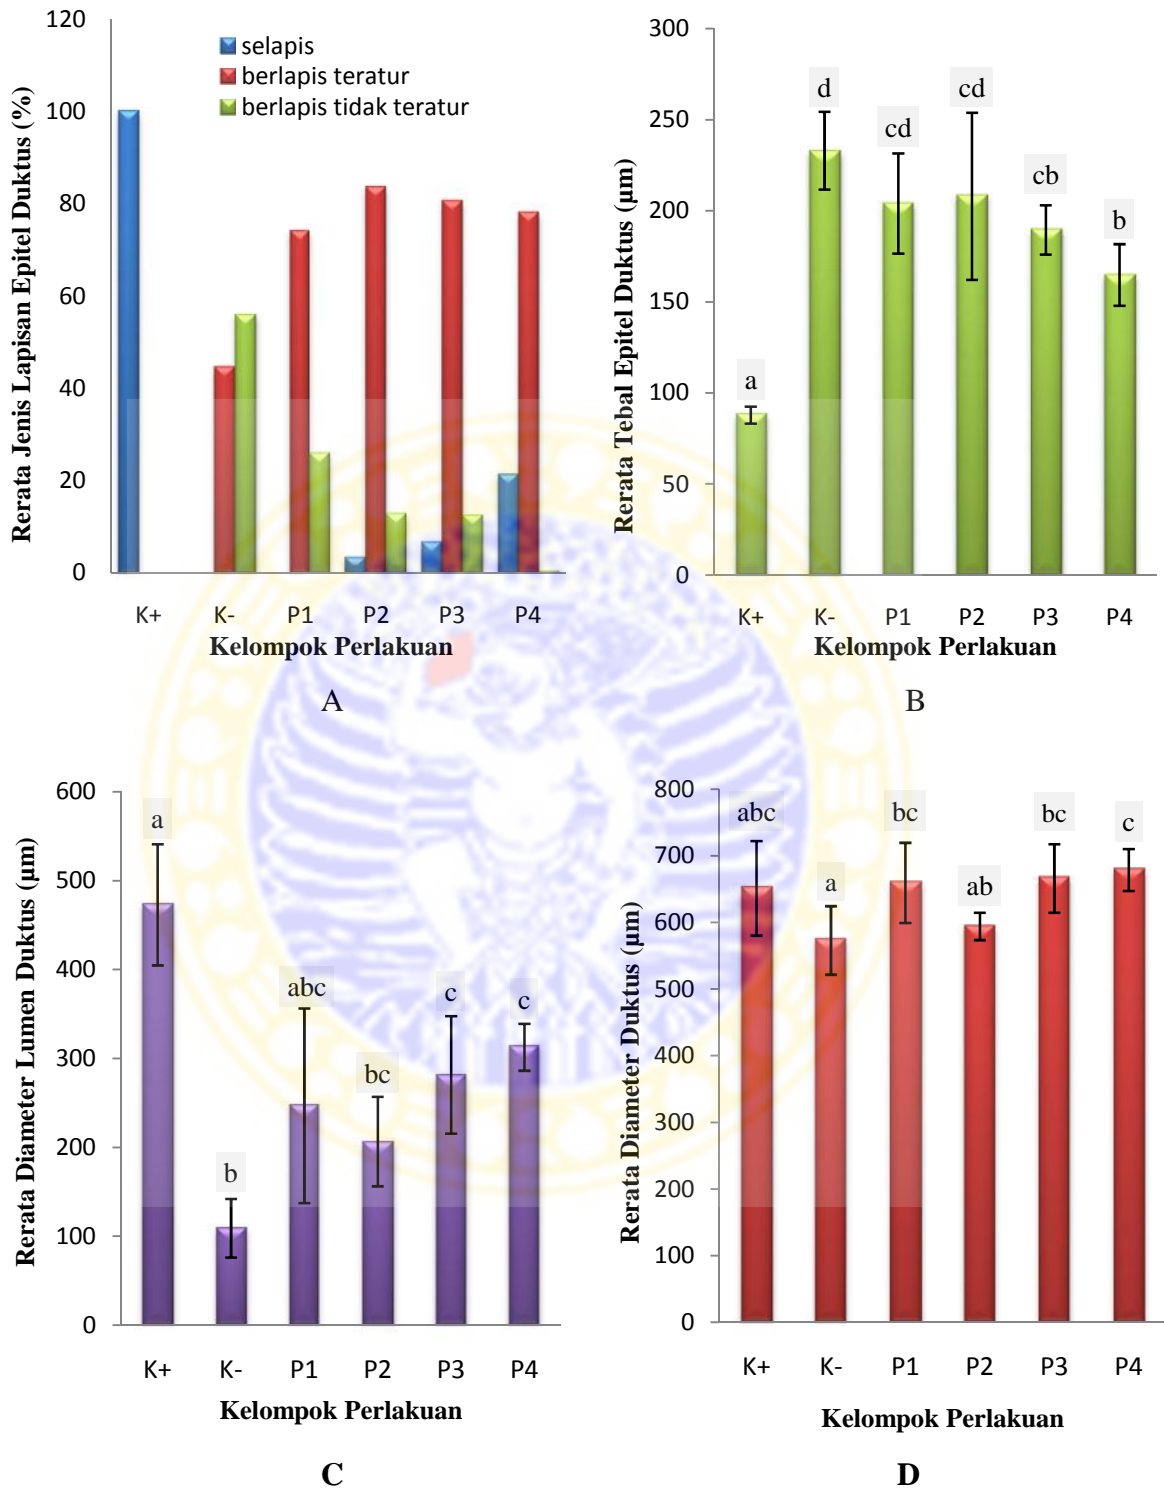 Rerata Jenis Lapisan Epitel Duktus (%)
120
100
80
60
40
20
0
selapis
berlapis teratur
berlapis tidak teratur
K+ K- P1 P2 P3 P4
Kelompok Perlakuan
A
Rerata Tebal Epitel Duktus (µm)
300
250
200
150
100
50
0
a d cd cd cb b
K+ K- P1 P2 P3 P4
Kelompok Perlakuan
B
Rerata Diameter Lumen Duktus (µm)
600
500
400
300
200
100
0
a b abc bc c c
K+ K- P1 P2 P3 P4
Kelompok Perlakuan
C
Rerata Diameter Duktus (µm)
800
700
600
500
400
300
200
100
0
abc a bc ab bc c
K+ K- P1 P2 P3 P4
Kelompok Perlakuan
D